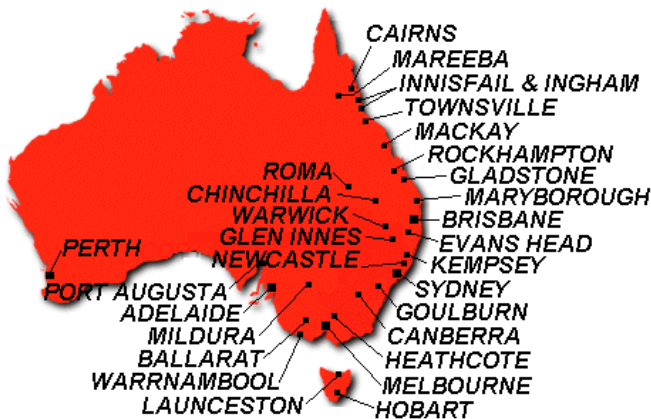 CAIRNS
MAREEBA
INNISFAIL & INGHAM
TOWNSVILLE
MACKAY
ROCKHAMPTON
ROMA
GLADSTONE
CHINCHILLA
MARYBOROUGH
WARWICK
BRISBANE
GLEN INNES
EVANS HEAD
PERTH
NEWCASTLE
KEMPSEY
PORT AUGUSTA
SYDNEY
ADELAIDE
GOULBURN
MILDURA
CANBERRA
BALLARAT
HEATHCOTE
WARRNAMBOOL
MELBOURNE
LAUNCESTON
HOBART